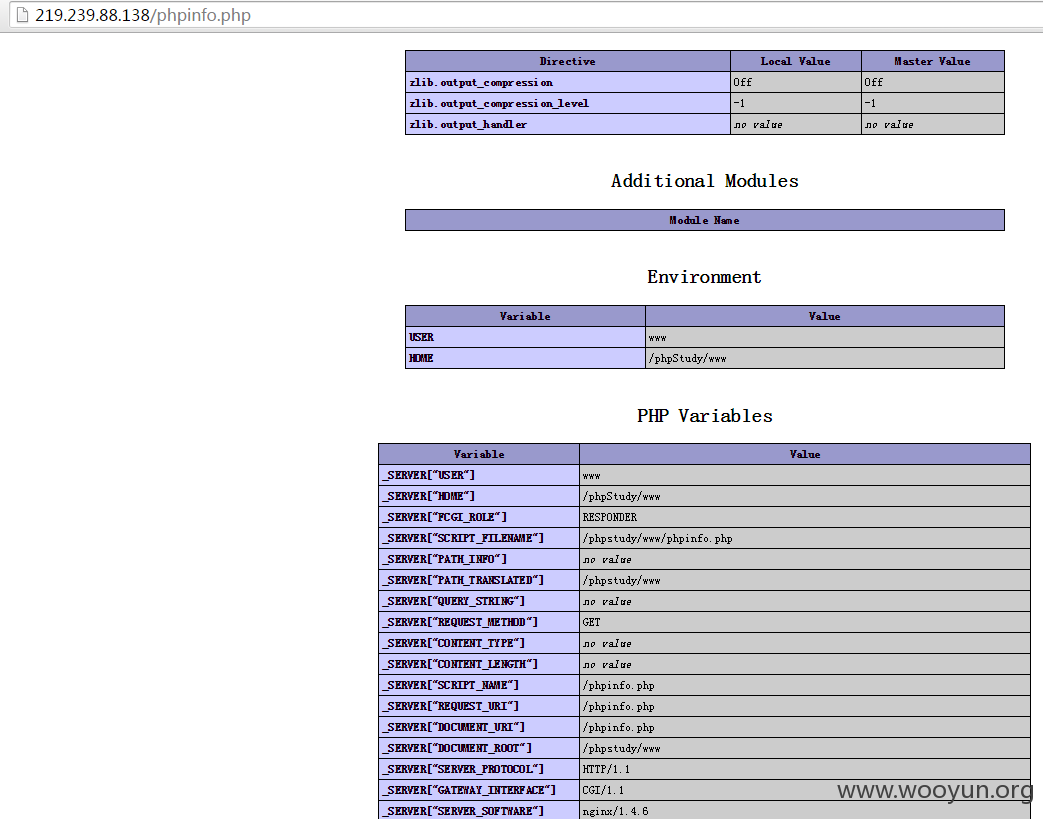 219.239.88.138/phpinfo.php
Directive Local Value Master Value
zlib.output_compression Off Off
zlib.output_compression_level -1 -1
zlib.output_handler no value no value
Additional Modules
Module Name
Environment
Variable Value
USER www
HOME /phpStudy/www
PHP Variables
Variable Value
_SERVER["USER"] www
_SERVER["HOME"] /phpStudy/www
_SERVER["FCGI_ROLE"] RESPONDER
_SERVER["SCRIPT_FILENAME"] /phpstudy/www/phpinfo.php
_SERVER["PATH_INFO"] no value
_SERVER["PATH_TRANSLATED"] /phpstudy/www
_SERVER["QUERY_STRING"] no value
_SERVER["REQUEST_METHOD"] GET
_SERVER["CONTENT_TYPE"] no value
_SERVER["CONTENT_LENGTH"] no value
_SERVER["SCRIPT_NAME"] /phpinfo.php
_SERVER["REQUEST_URI"] /phpinfo.php
_SERVER["DOCUMENT_URI"] /phpinfo.php
_SERVER["DOCUMENT_ROOT"] /phpstudy/www
_SERVER["SERVER_PROTOCOL"] HTTP/1.1
_SERVER["GATEWAY_INTERFACE"] CGI/1.1
www.wooyun.org
_SERVER["SERVER_SOFTWARE"] nginx/1.4.6